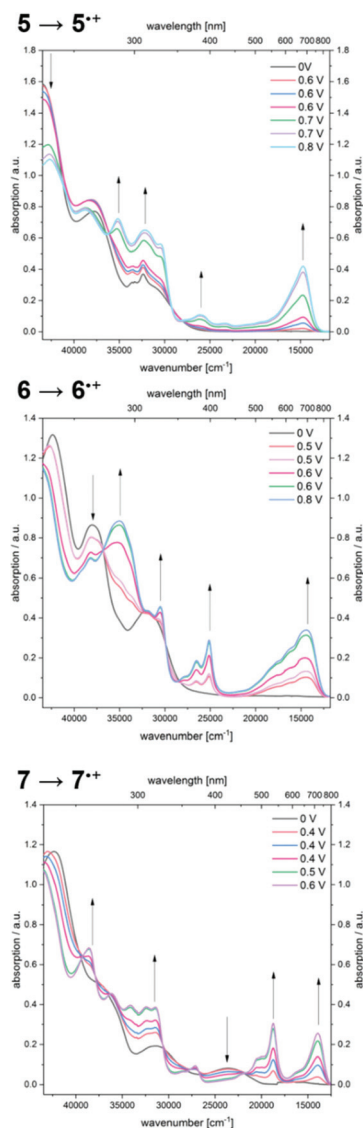 5 → 5•+
wavelength [nm]
300 400 500 600 700 800
1.8
1.6
1.4
1.2
1.0
0.8
0.6
0.4
0.2
0.0
absorption / a.u.
0V
0.6 V
0.6 V
0.6 V
0.7 V
0.7 V
0.8 V
40000 35000 30000 25000 20000 15000
wavenumber [cm-1]
6 → 6•+
wavelength [nm]
300 400 500 600 700 800
1.4
1.2
1.0
0.8
0.6
0.4
0.2
0.0
absorption / a.u.
0 V
0.5 V
0.5 V
0.6 V
0.6 V
0.8 V
40000 35000 30000 25000 20000 15000
wavenumber [cm-1]
7 → 7•+
wavelength [nm]
300 400 500 600 700 800
1.4
1.2
1.0
0.8
0.6
0.4
0.2
0.0
absorption / a.u.
0 V
0.4 V
0.4 V
0.4 V
0.5 V
0.6 V
40000 35000 30000 25000 20000 15000
wavenumber [cm-1]